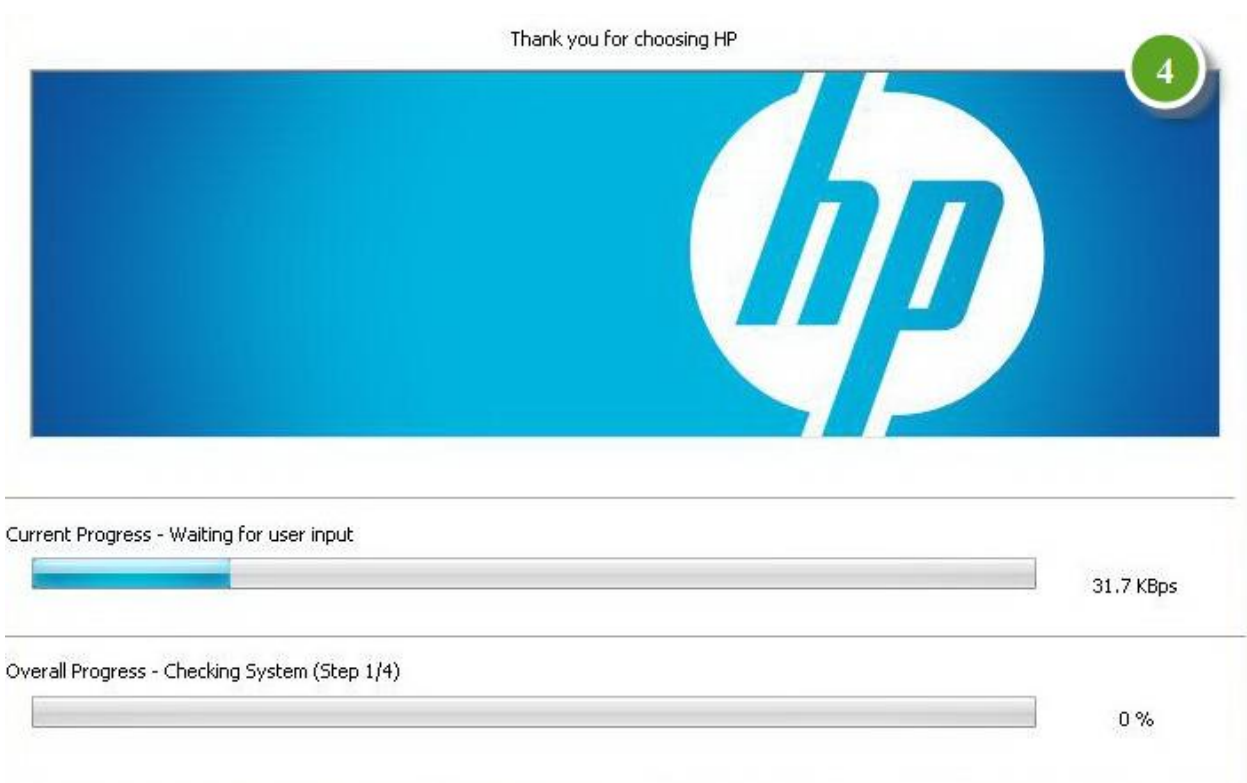 Thank you for choosing HP
4
hp
Current Progress - Waiting for user input
31.7 KBps
Overall Progress - Checking System (Step 1/4)
0 %